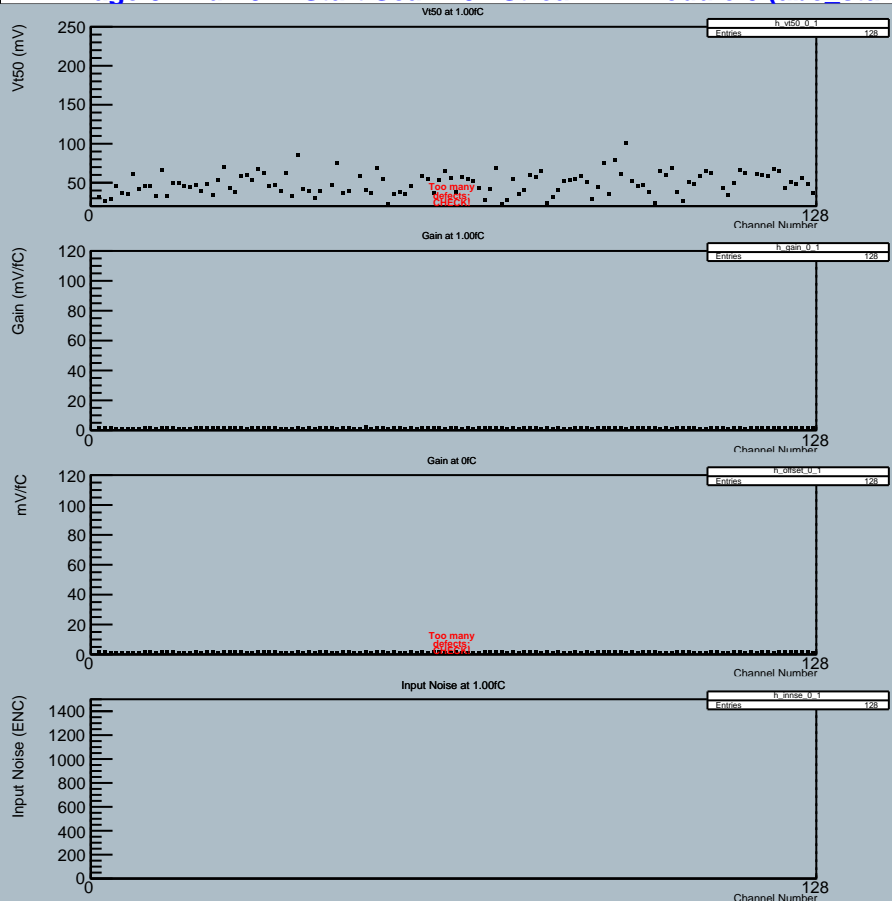 Vt50 at 1.00fC
h_vt50_0_1
Entries 128
Vt50 (mV)
250
200
150
100
50
Too many
defects:
CHECK!
0
128
Channel Number
Gain at 1.00fC
h_gain_0_1
Entries 128
Gain (mV/fC)
120
100
80
60
40
20
0
0
128
Channel Number
Gain at 0fC
h_offset_0_1
Entries 128
mV/fC
120
100
80
60
40
20
0
Too many
defects:
CHECK!
0
128
Channel Number
Input Noise at 1.00fC
h_innse_0_1
Entries 128
Input Noise (ENC)
1400
1200
1000
800
600
400
200
0
0
128
Channel Number